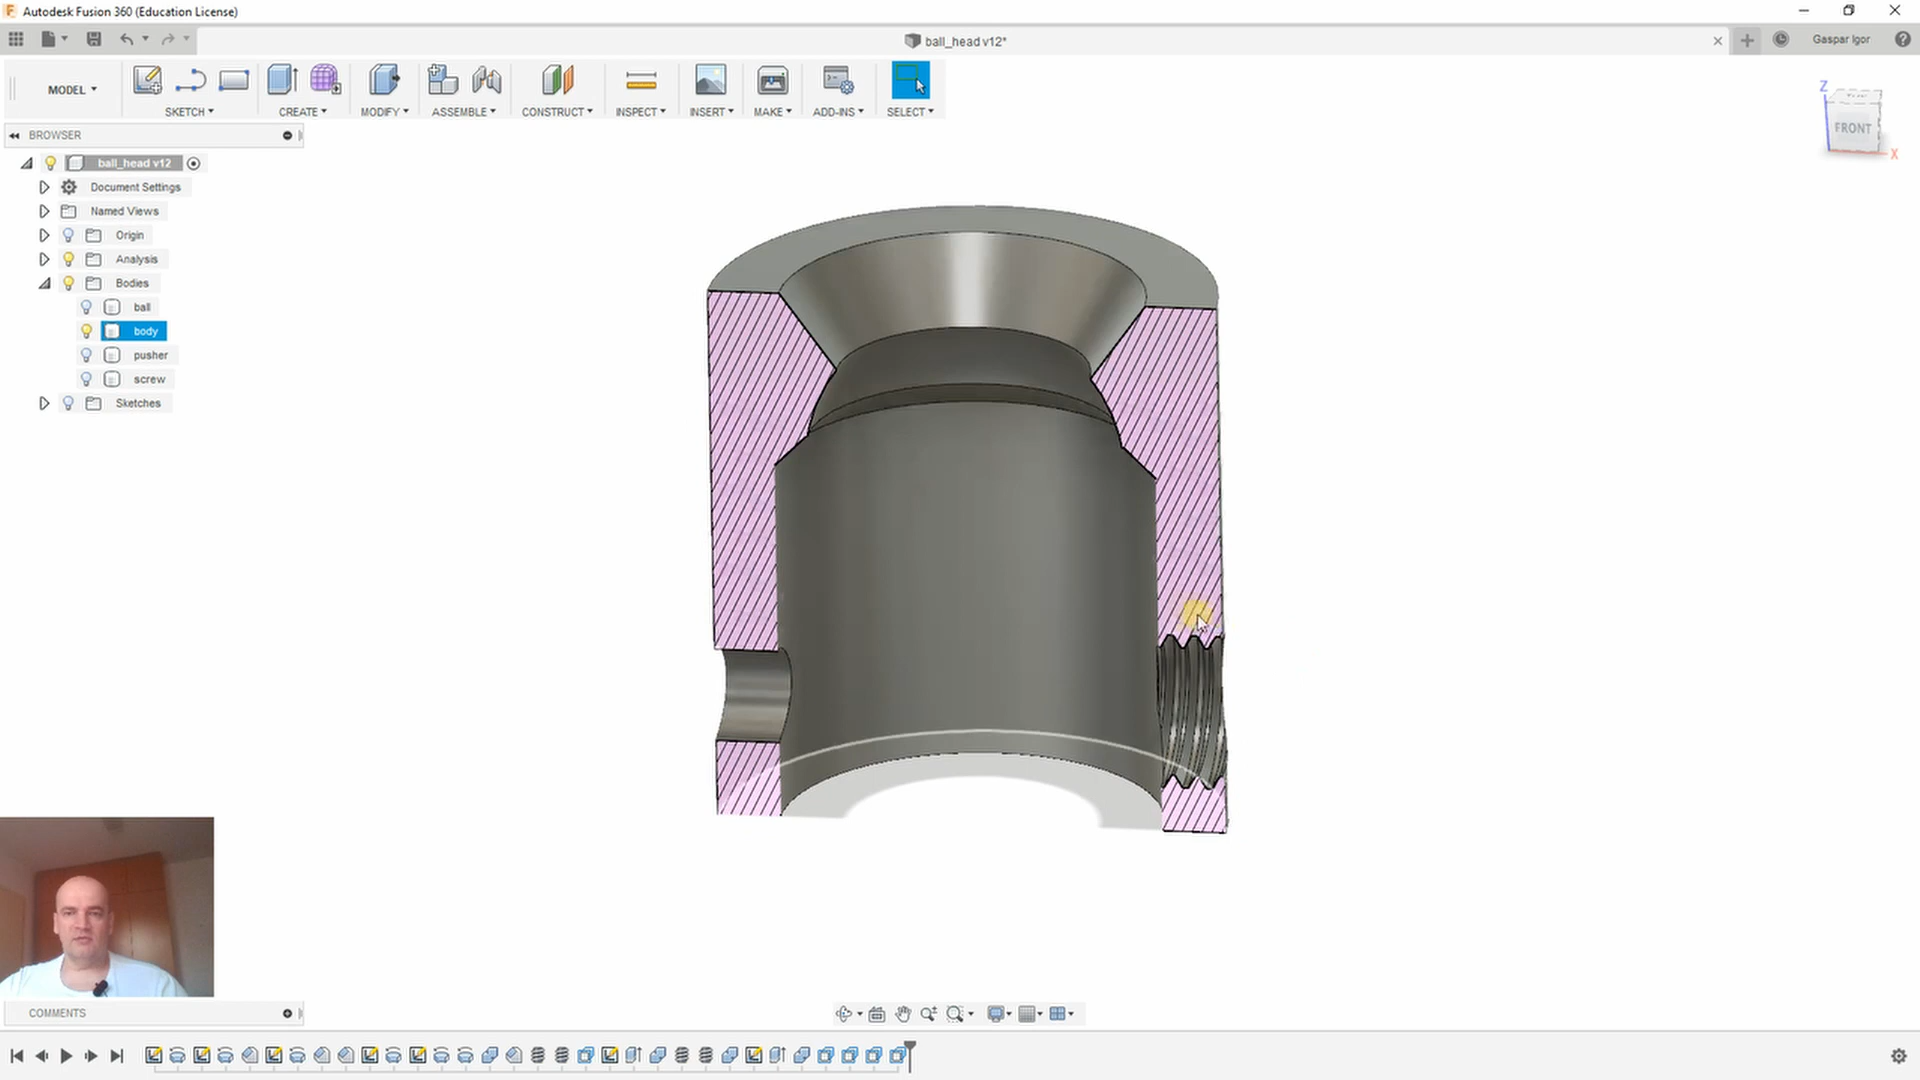 Autodesk Fusion 360 (Education License)
ball_head v12*
Gaspar Igor
MODEL
SKETCH
CREATE
MODIFY
ASSEMBLE
CONSTRUCT
INSPECT
INSERT
MAKE
ADD-INS
SELECT
Z
FRONT
X
BROWSER
ball_head v12
Document Settings
Named Views
Origin
Analysis
Bodies
ball
body
pusher
screw
Sketches
COMMENTS